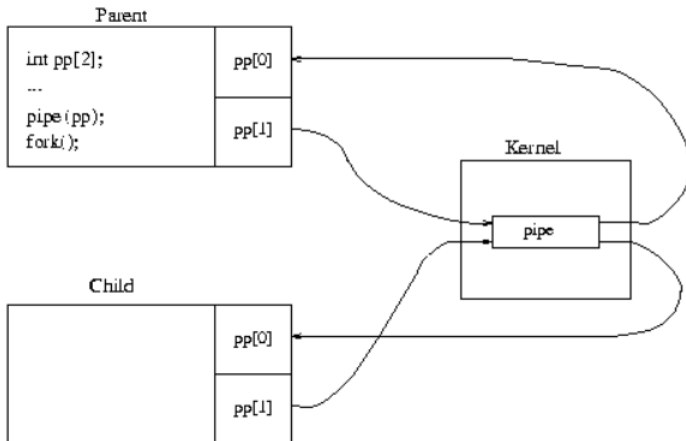 Parent
int pp[2];
...
pipe(pp);
fork();
pp[0]
pp[1]
Kernel
pipe
Child
pp[0]
pp[1]